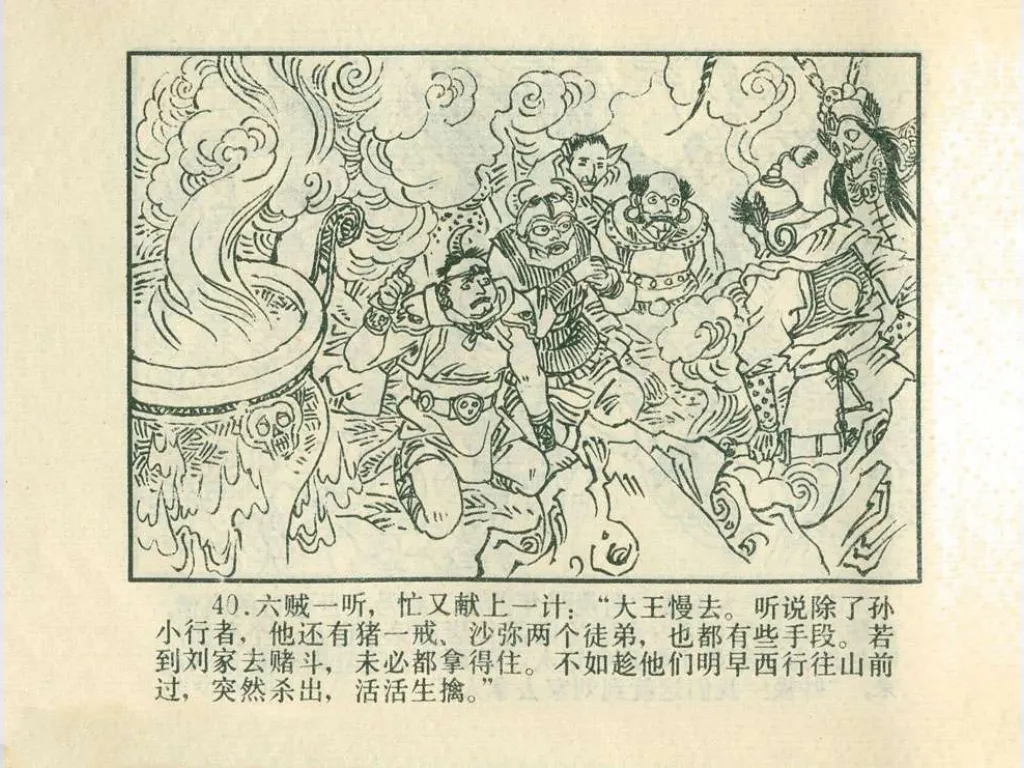 40.六贼一听，忙又献上一计：“大王慢去。听说除了孙
小行者，他还有猪一戒、沙弥两个徒弟，也都有些手段。若
到刘家去赌斗，未必都拿得住。不如趁他们明早西行往山前
过，突然杀出，活活生擒。”